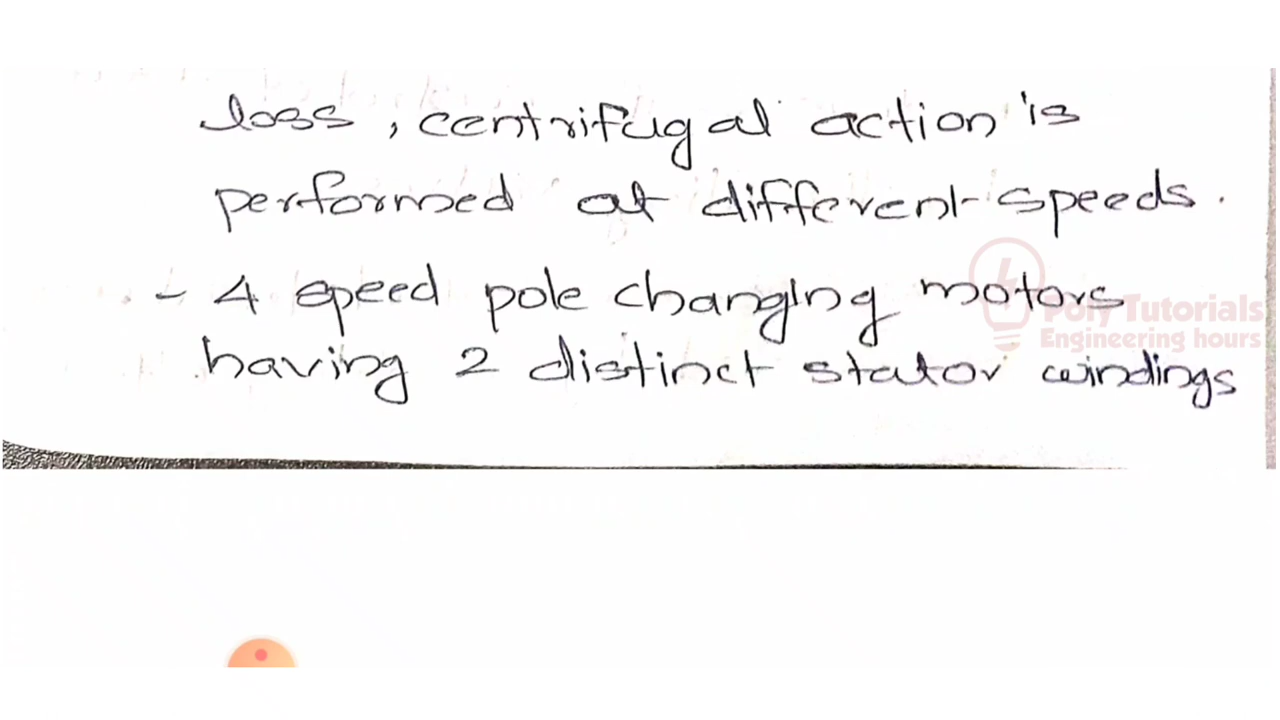 loss, centrifugal action is
performed at different speeds.
- 4 speed pole changing motors
Poly Tutorials
Engineering hours
having 2 distinct stator windings